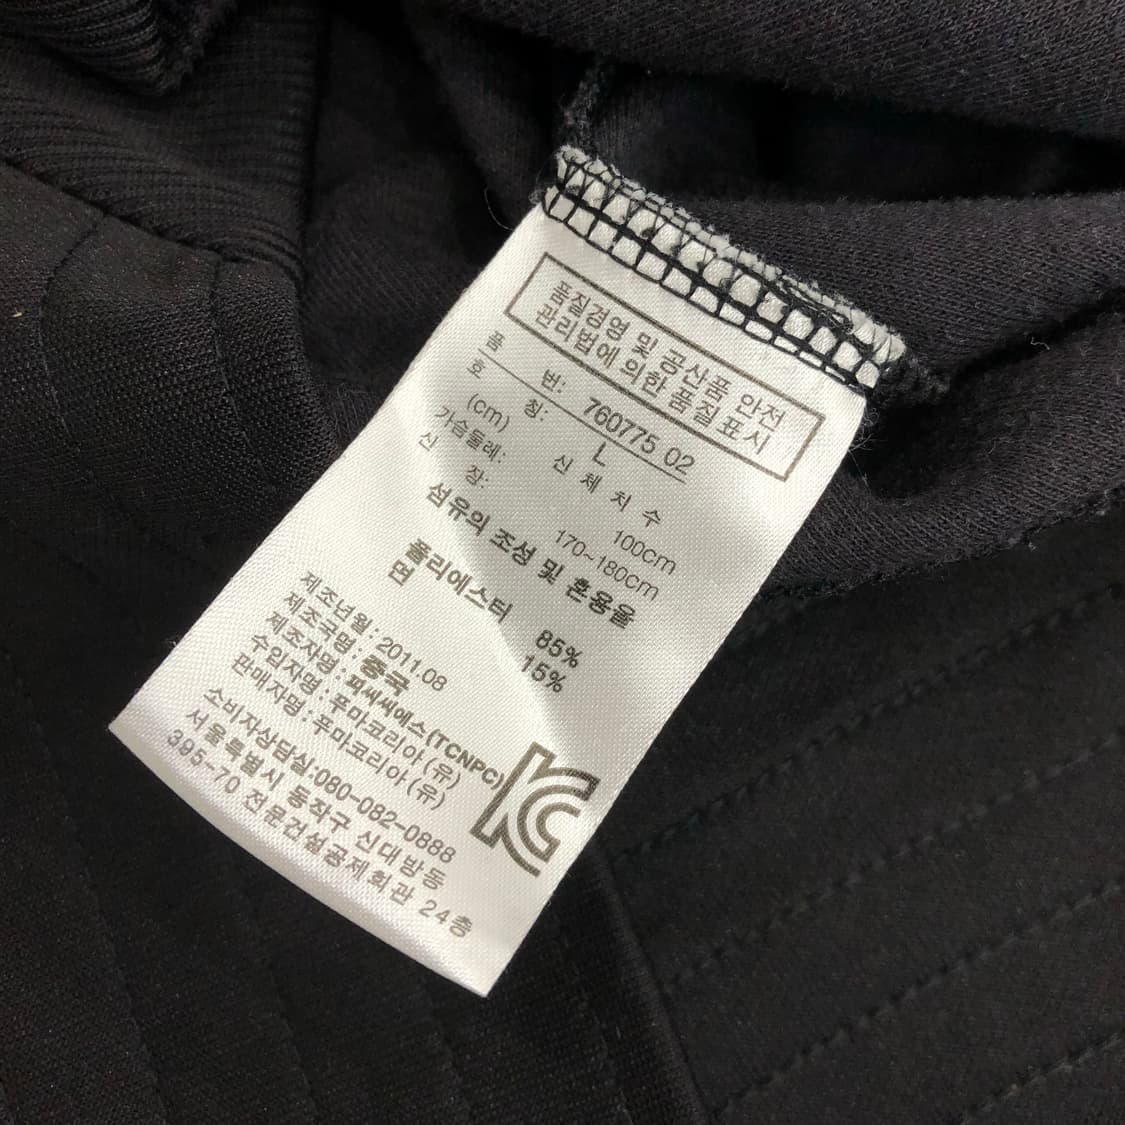 품질경영 및 공산품 안전
관리법에 의한 품질표시
품 번: 760775 02
호 칭: L
(cm) 신 체 치 수
가슴둘레: 100cm
신 장: 170~180cm
섬유의 조성 및 혼용율
폴리에스터 85%
면 15%
제조년월: 2011.08
제조국명: 중국
제조자명: 피씨에스(TCNPC)
수입자명: 푸마코리아(유)
판매자명: 푸마코리아(유)
소비자상담실:080-082-0888
서울특별시 동작구 신대방동
395-70 전문건설공제회관 24층
KC